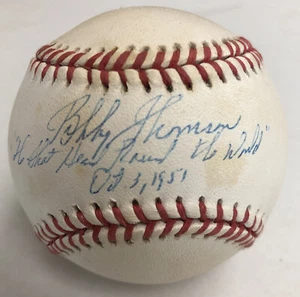 Bobby Thomson
"The Shot Heard Round the World"
Oct 3, 1951